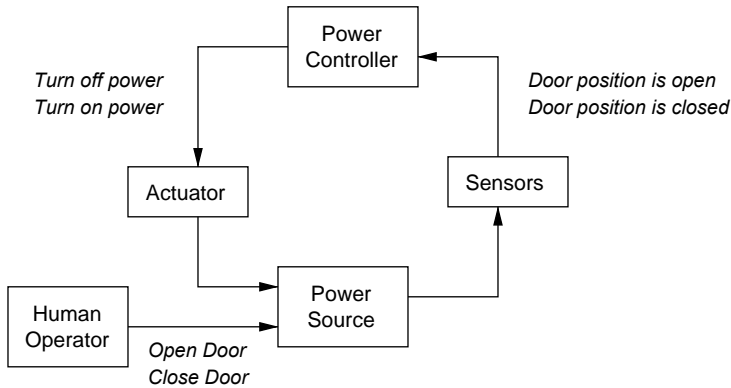 Power
Controller
Turn off power
Turn on power
Door position is open
Door position is closed
Actuator
Sensors
Power
Source
Human
Operator
Open Door
Close Door